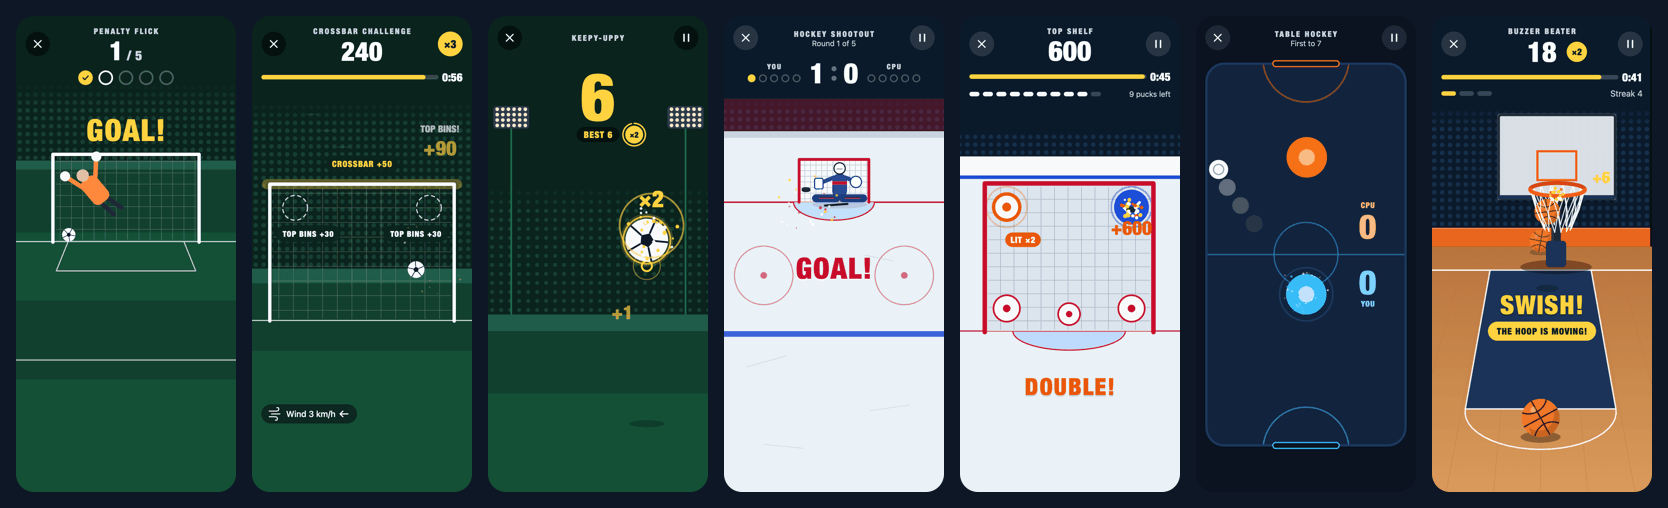 PENALTY FLICK
1 / 5
GOAL!
CROSSBAR CHALLENGE
240
×3
0:56
TOP BINS!
+90
CROSSBAR +50
TOP BINS +30
TOP BINS +30
Wind 3 km/h ←
KEEPY-UPPY
6
BEST 6
×2
×2
+1
HOCKEY SHOOTOUT
Round 1 of 5
YOU
1 : 0
CPU
GOAL!
TOP SHELF
600
0:45
9 pucks left
+600
LIT ×2
DOUBLE!
TABLE HOCKEY
First to 7
CPU
0
0
YOU
BUZZER BEATER
18
×2
0:41
Streak 4
+6
SWISH!
THE HOOP IS MOVING!